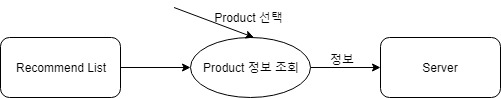 Product 선택
Recommend List
Product 정보 조회
정보
Server